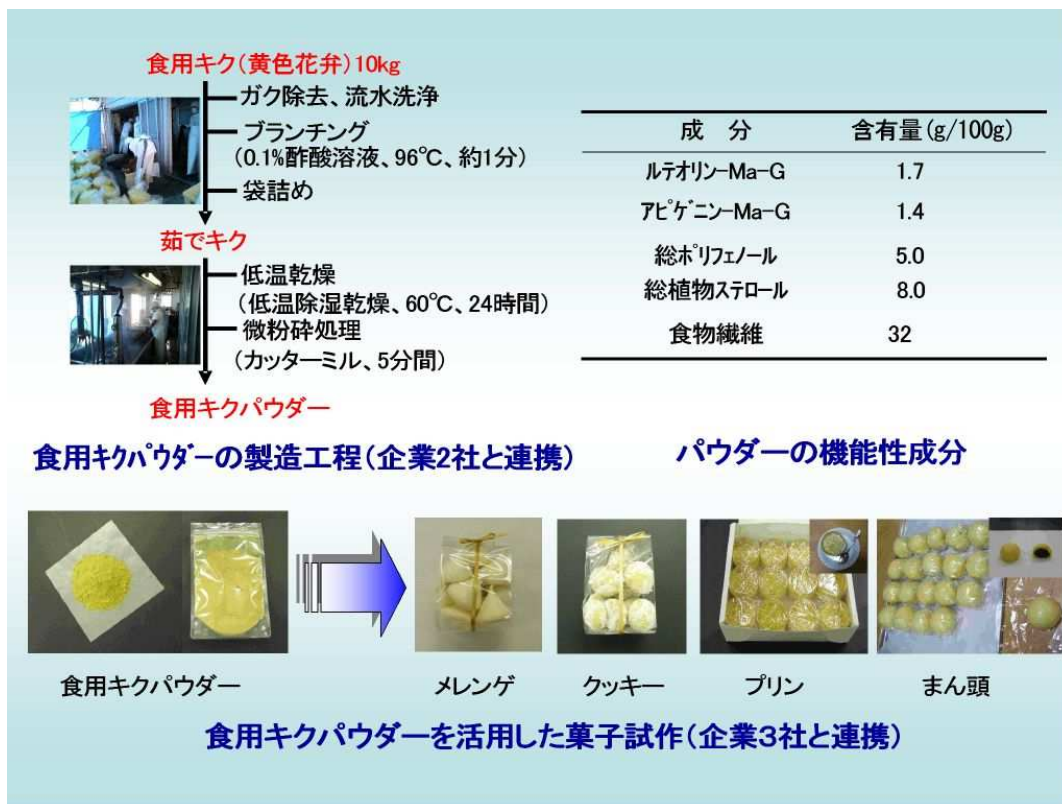 食用キク(黄色花弁)10kg
ガク除去、流水洗浄
ブランチング
(0.1%酢酸溶液、96℃、約1分)
袋詰め
茹でキク
低温乾燥
(低温除湿乾燥、60℃、24時間)
微粉砕処理
(カッターミル、5分間)
食用キクパウダー
食用ｷｸﾊﾟｳﾀﾞｰの製造工程(企業2社と連携)
成　分　含有量(g/100g)
ﾙﾃｵﾘﾝ-Ma-G　1.7
ｱﾋﾟｹﾞﾆﾝ-Ma-G　1.4
総ﾎﾟﾘﾌｪﾉｰﾙ　5.0
総植物ｽﾃﾛｰﾙ　8.0
食物繊維　32
パウダーの機能性成分
食用キクパウダー　メレンゲ　クッキー　プリン　まん頭
食用キクパウダーを活用した菓子試作(企業３社と連携)